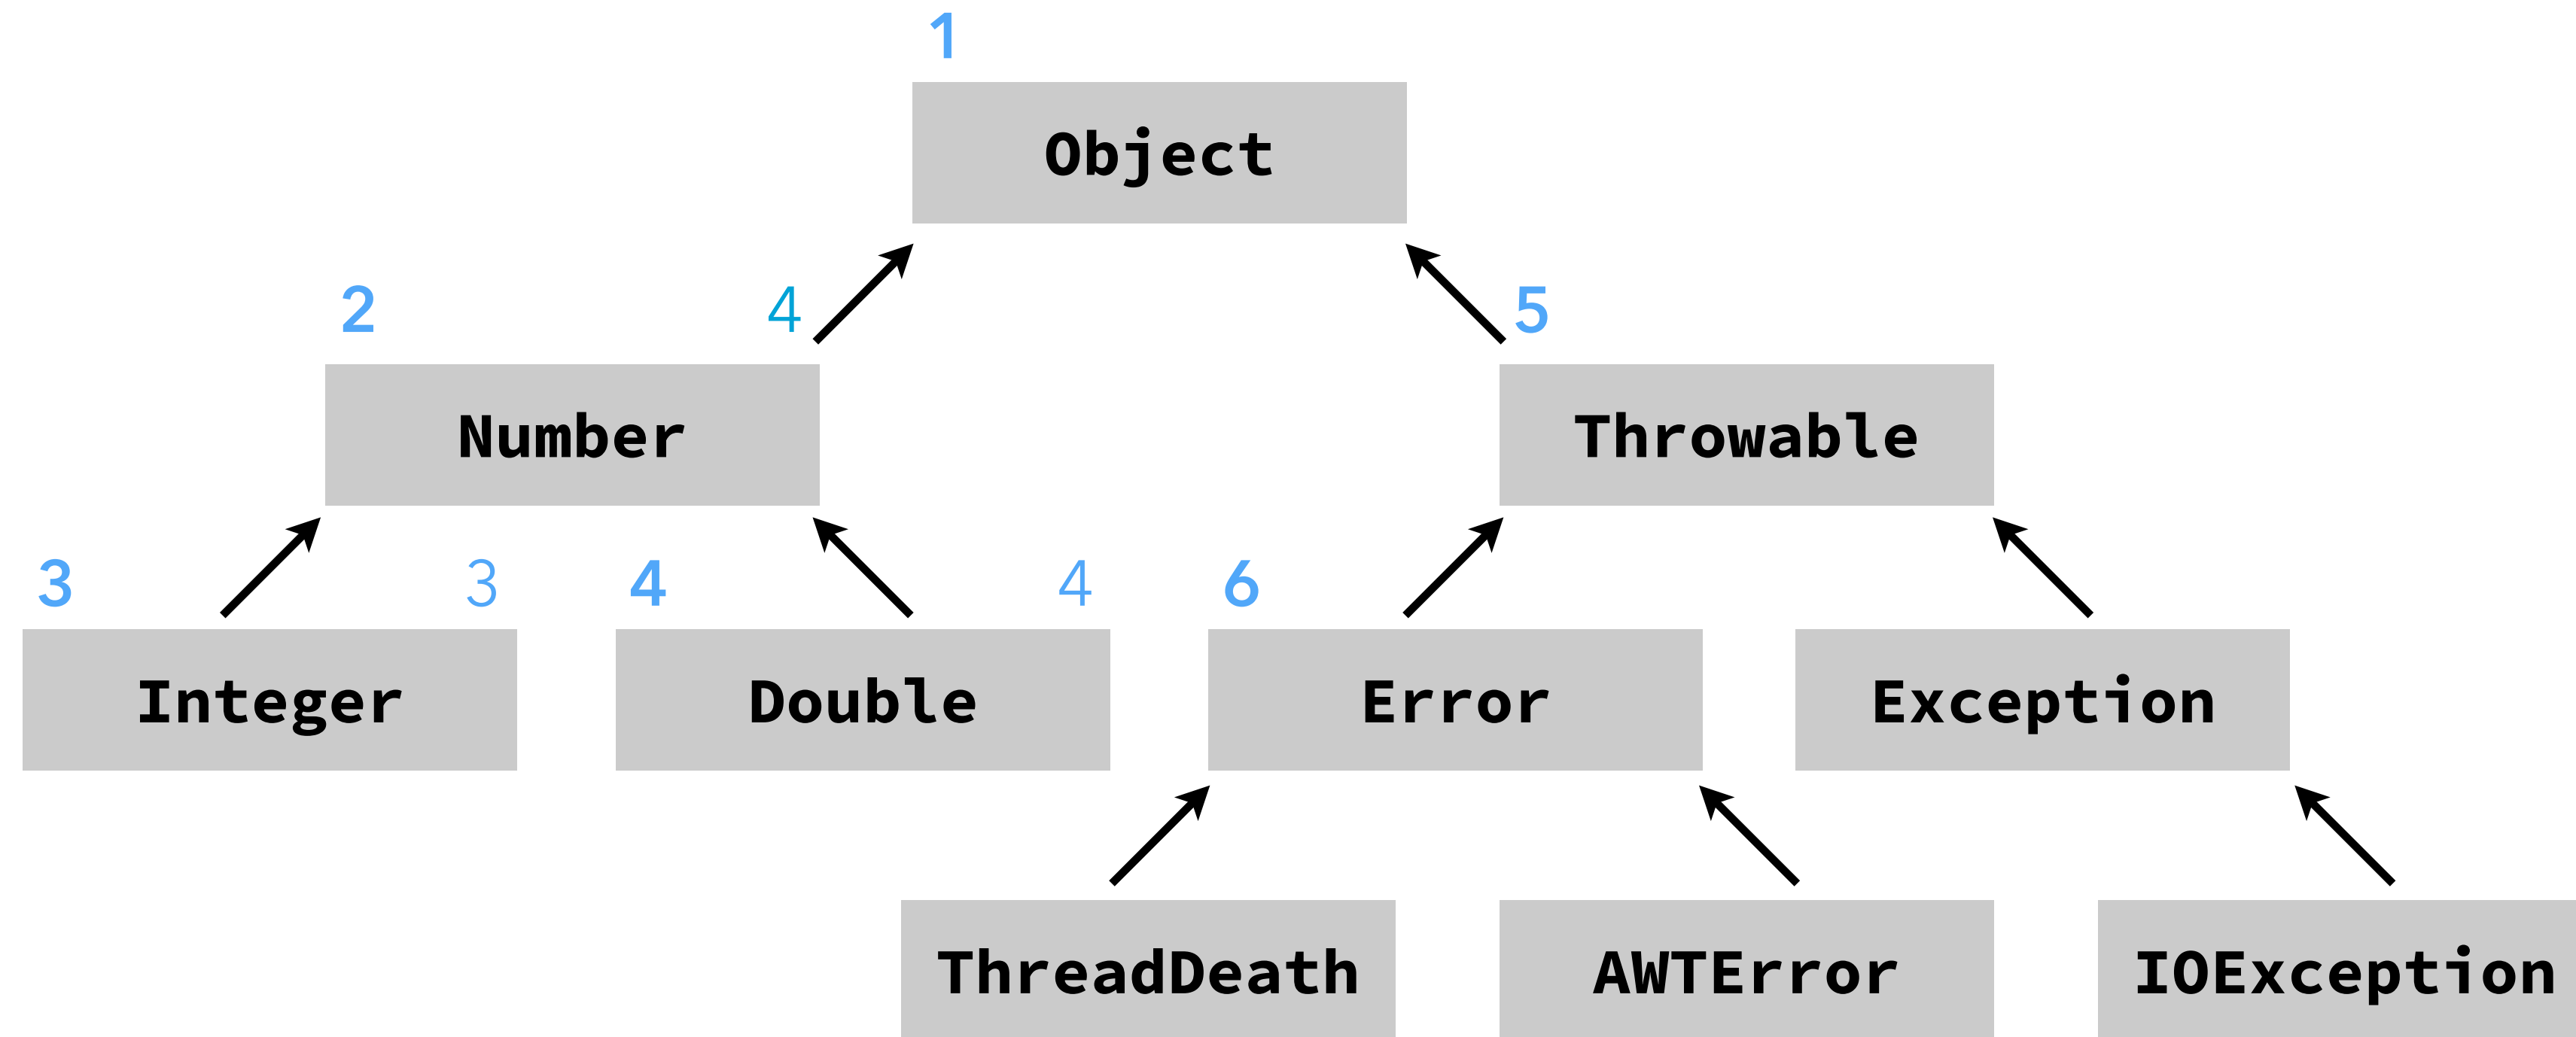 1
Object
2 4 5
Number Throwable
3 3 4 4 6
Integer Double Error Exception
ThreadDeath AWTError IOException